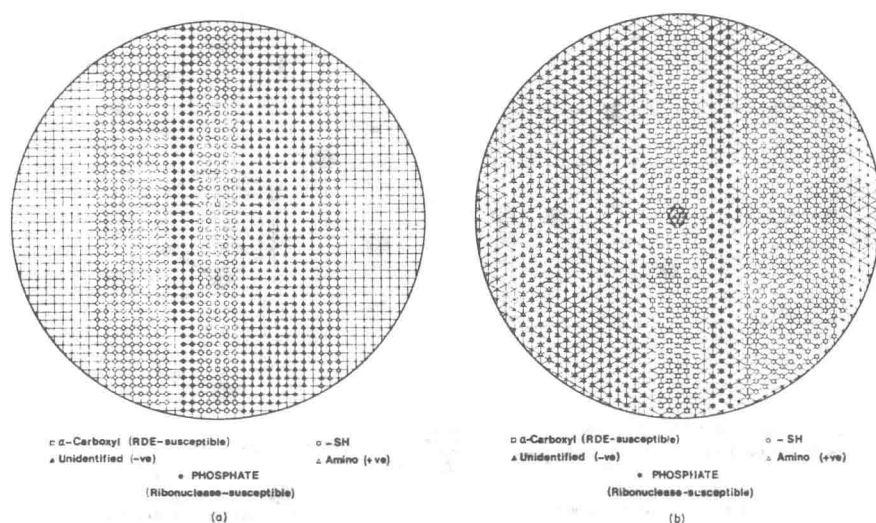 α-Carboxyl (RDE-susceptible) -SH
Unidentified (-ve) Amino (+ve)
PHOSPHATE
(Ribonuclease-susceptible)
(a)
α-Carboxyl (RDE-susceptible) -SH
Unidentified (-ve) Amino (+ve)
PHOSPHATE
(Ribonuclease-susceptible)
(b)